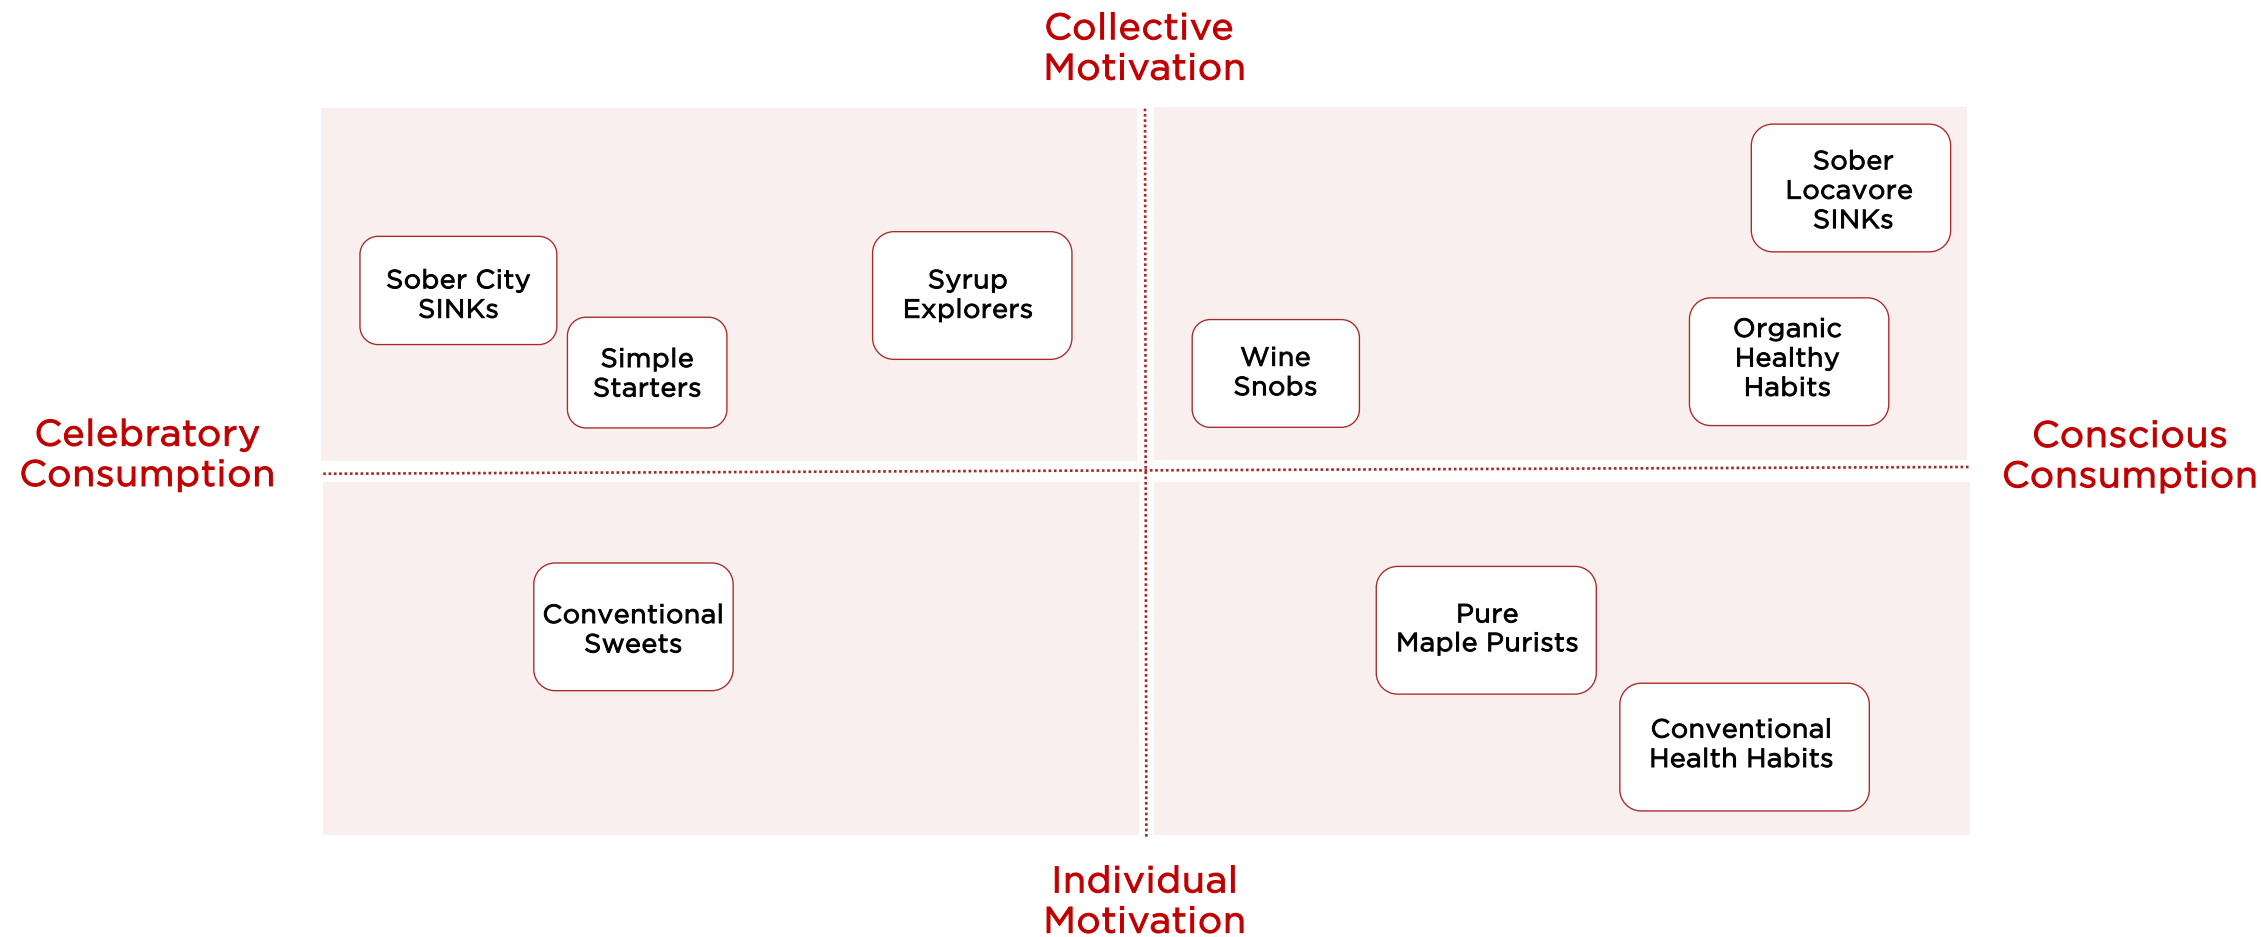 Collective
Motivation
Sober
Locavore
SINKs
Sober City
SINKs
Syrup
Explorers
Simple
Starters
Wine
Snobs
Organic
Healthy
Habits
Celebratory
Consumption
Conscious
Consumption
Conventional
Sweets
Pure
Maple Purists
Conventional
Health Habits
Individual
Motivation